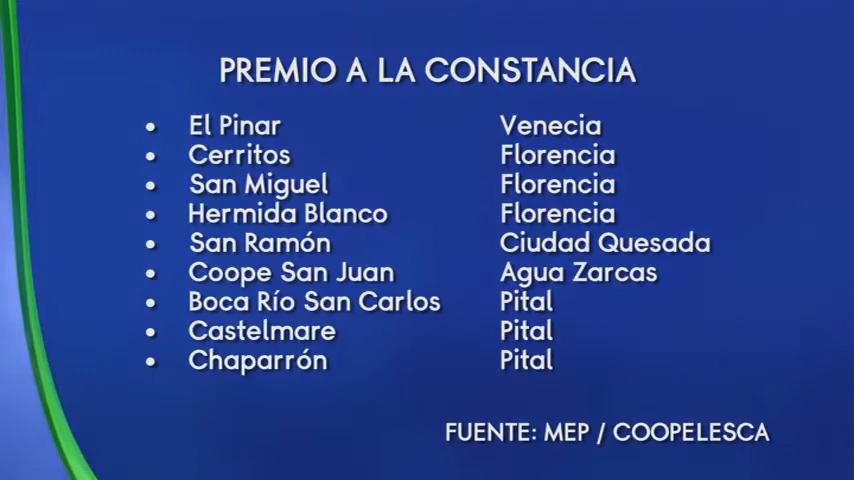 PREMIO A LA CONSTANCIA
• El Pinar Venecia
• Cerritos Florencia
• San Miguel Florencia
• Hermida Blanco Florencia
• San Ramón Ciudad Quesada
• Coope San Juan Agua Zarcas
• Boca Río San Carlos Pital
• Castelmare Pital
• Chaparrón Pital
FUENTE: MEP / COOPELESCA